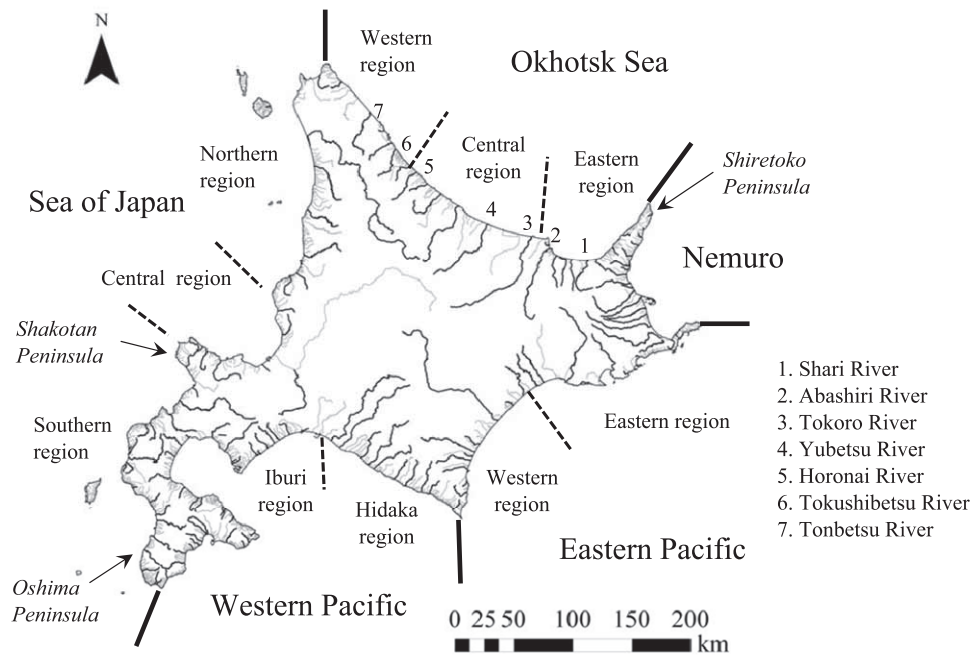 N
Western
region
Okhotsk Sea
7
6
5
Central
region
Eastern
region
Shiretoko
Peninsula
Northern
region
Sea of Japan
4
3
2
1
Nemuro
Central region
Shakotan
Peninsula
1. Shari River
2. Abashiri River
3. Tokoro River
4. Yubetsu River
5. Horonai River
6. Tokushibetsu River
7. Tonbetsu River
Southern
region
Eastern region
Iburi
region
Hidaka
region
Western
region
Eastern Pacific
Oshima
Peninsula
Western Pacific
0 25 50 100 150 200
km